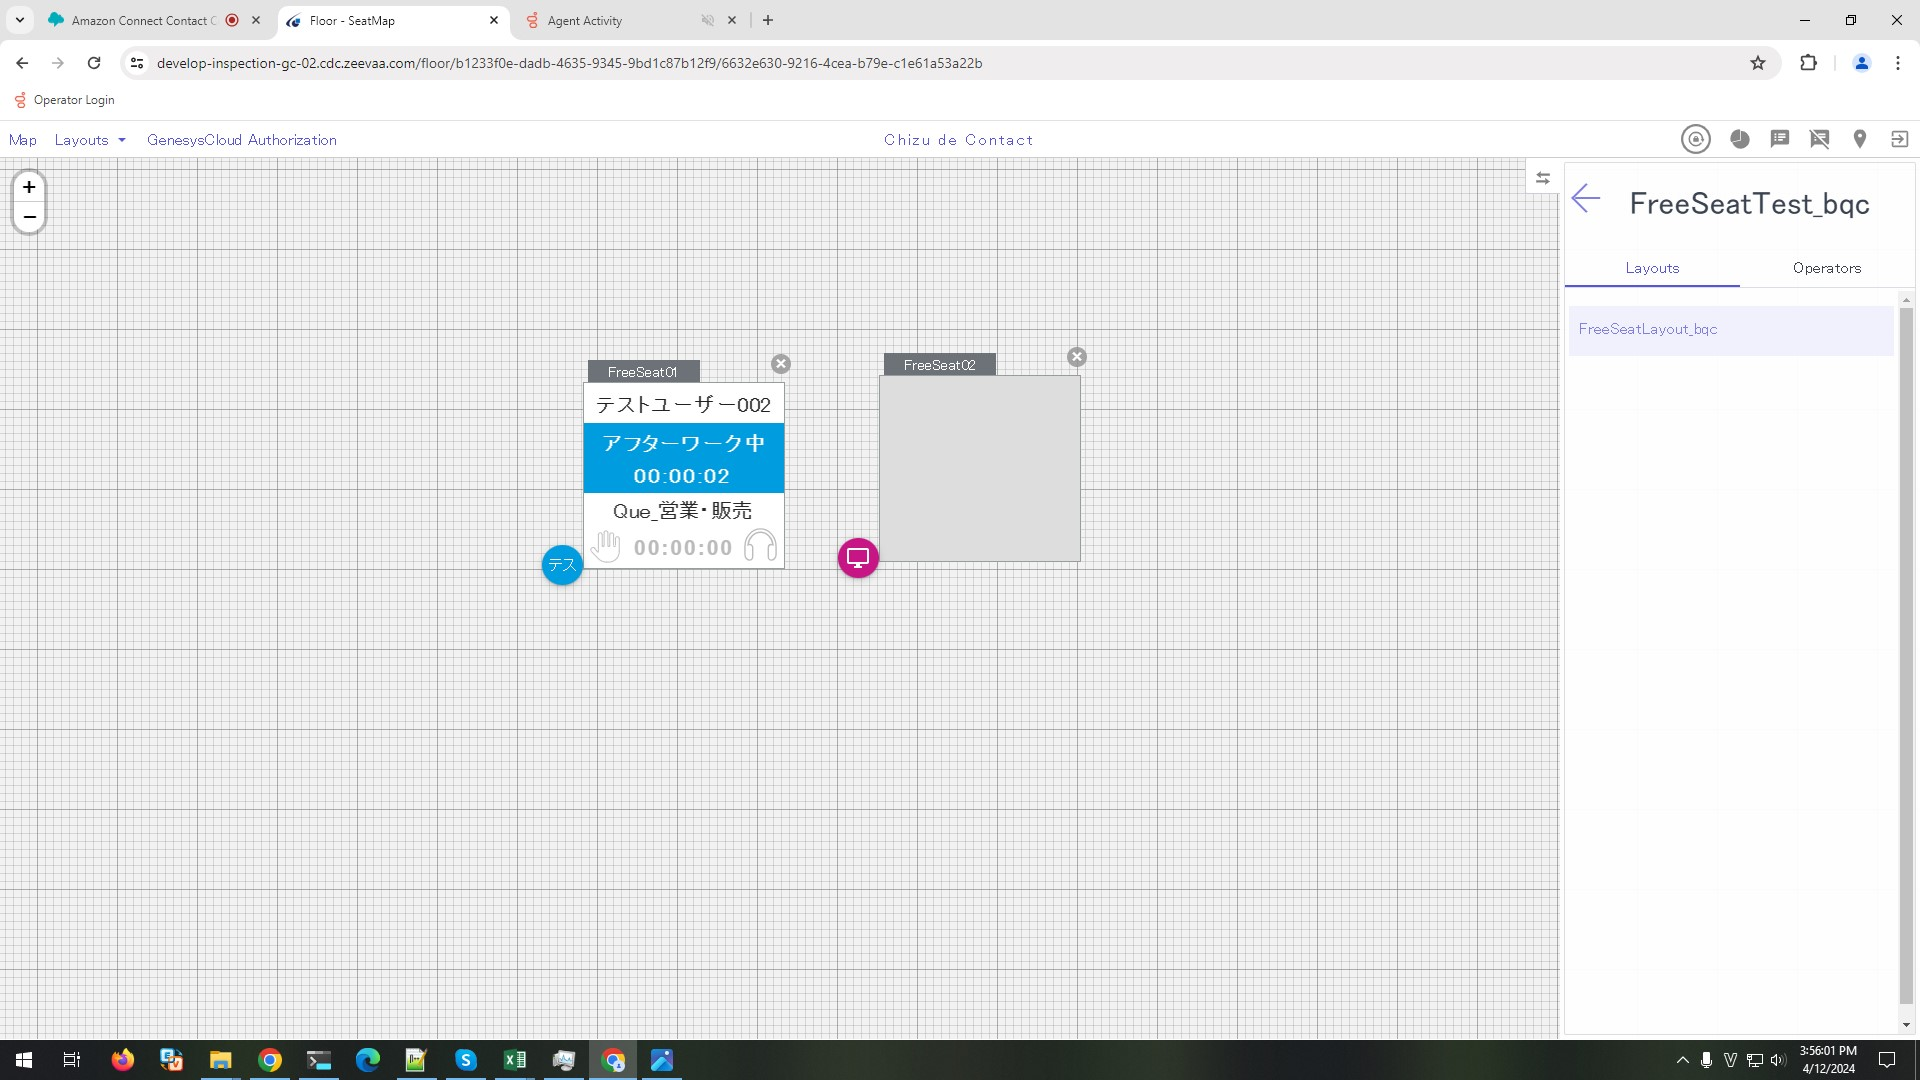 Amazon Connect Contact C
Floor - SeatMap
Agent Activity
develop-inspection-gc-02.cdc.zeevaa.com/floor/b1233f0e-dadb-4635-9345-9bd1c87b12f9/6632e630-9216-4cea-b79e-c1e61a53a22b
Operator Login
Map
Layouts
GenesysCloud Authorization
Chizu de Contact
+
−
FreeSeat01
テストユーザー002
アフターワーク中
00:00:02
Que_営業・販売
00:00:00
テス
FreeSeat02
FreeSeatTest_bqc
Layouts
Operators
FreeSeatLayout_bqc
3:56:01 PM
4/12/2024